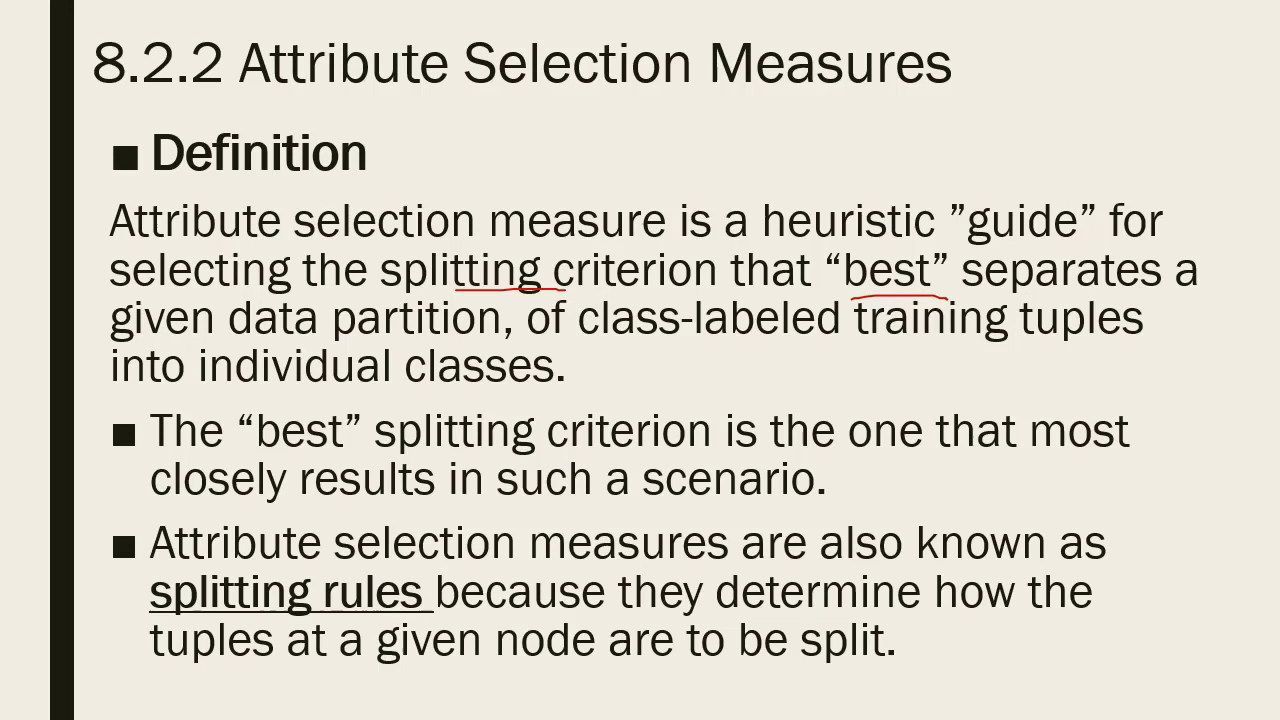 8.2.2 Attribute Selection Measures
■ Definition
Attribute selection measure is a heuristic ”guide” for
selecting the splitting criterion that “best” separates a
given data partition, of class-labeled training tuples
into individual classes.
■ The “best” splitting criterion is the one that most
closely results in such a scenario.
■ Attribute selection measures are also known as
splitting rules because they determine how the
tuples at a given node are to be split.